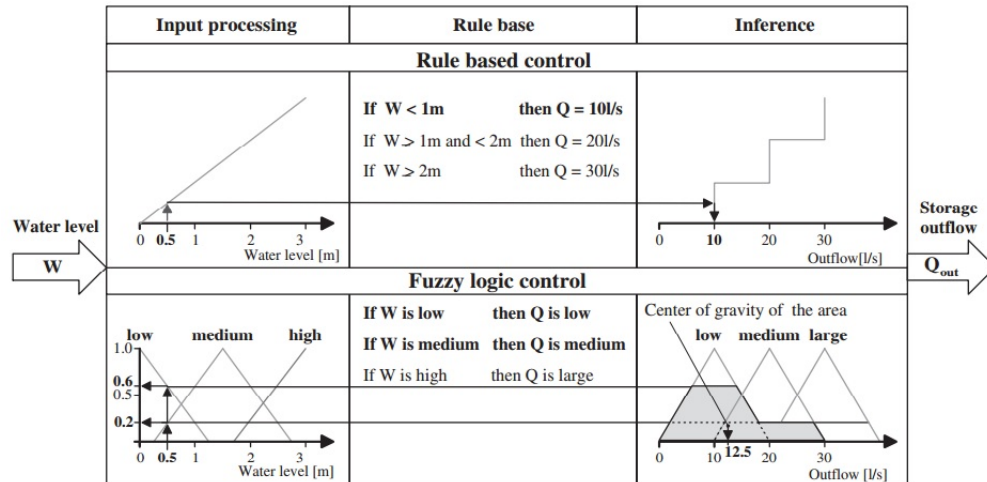 Input processing
Rule base
Inference
Rule based control
If W < 1m then Q = 10l/s
If W > 1m and < 2m then Q = 20l/s
If W > 2m then Q = 30l/s
0 0.5 1 2 3
Water level [m]
0 10 20 30
Outflow[l/s]
Water level
W
Storage
outflow
Qout
Fuzzy logic control
low medium high
1.0
0.6
0.5
0.2
0 0.5 1 2 3
Water level [m]
If W is low then Q is low
If W is medium then Q is medium
If W is high then Q is large
Center of gravity of the area
low medium large
0 10 12.5 20 30
Outflow [l/s]